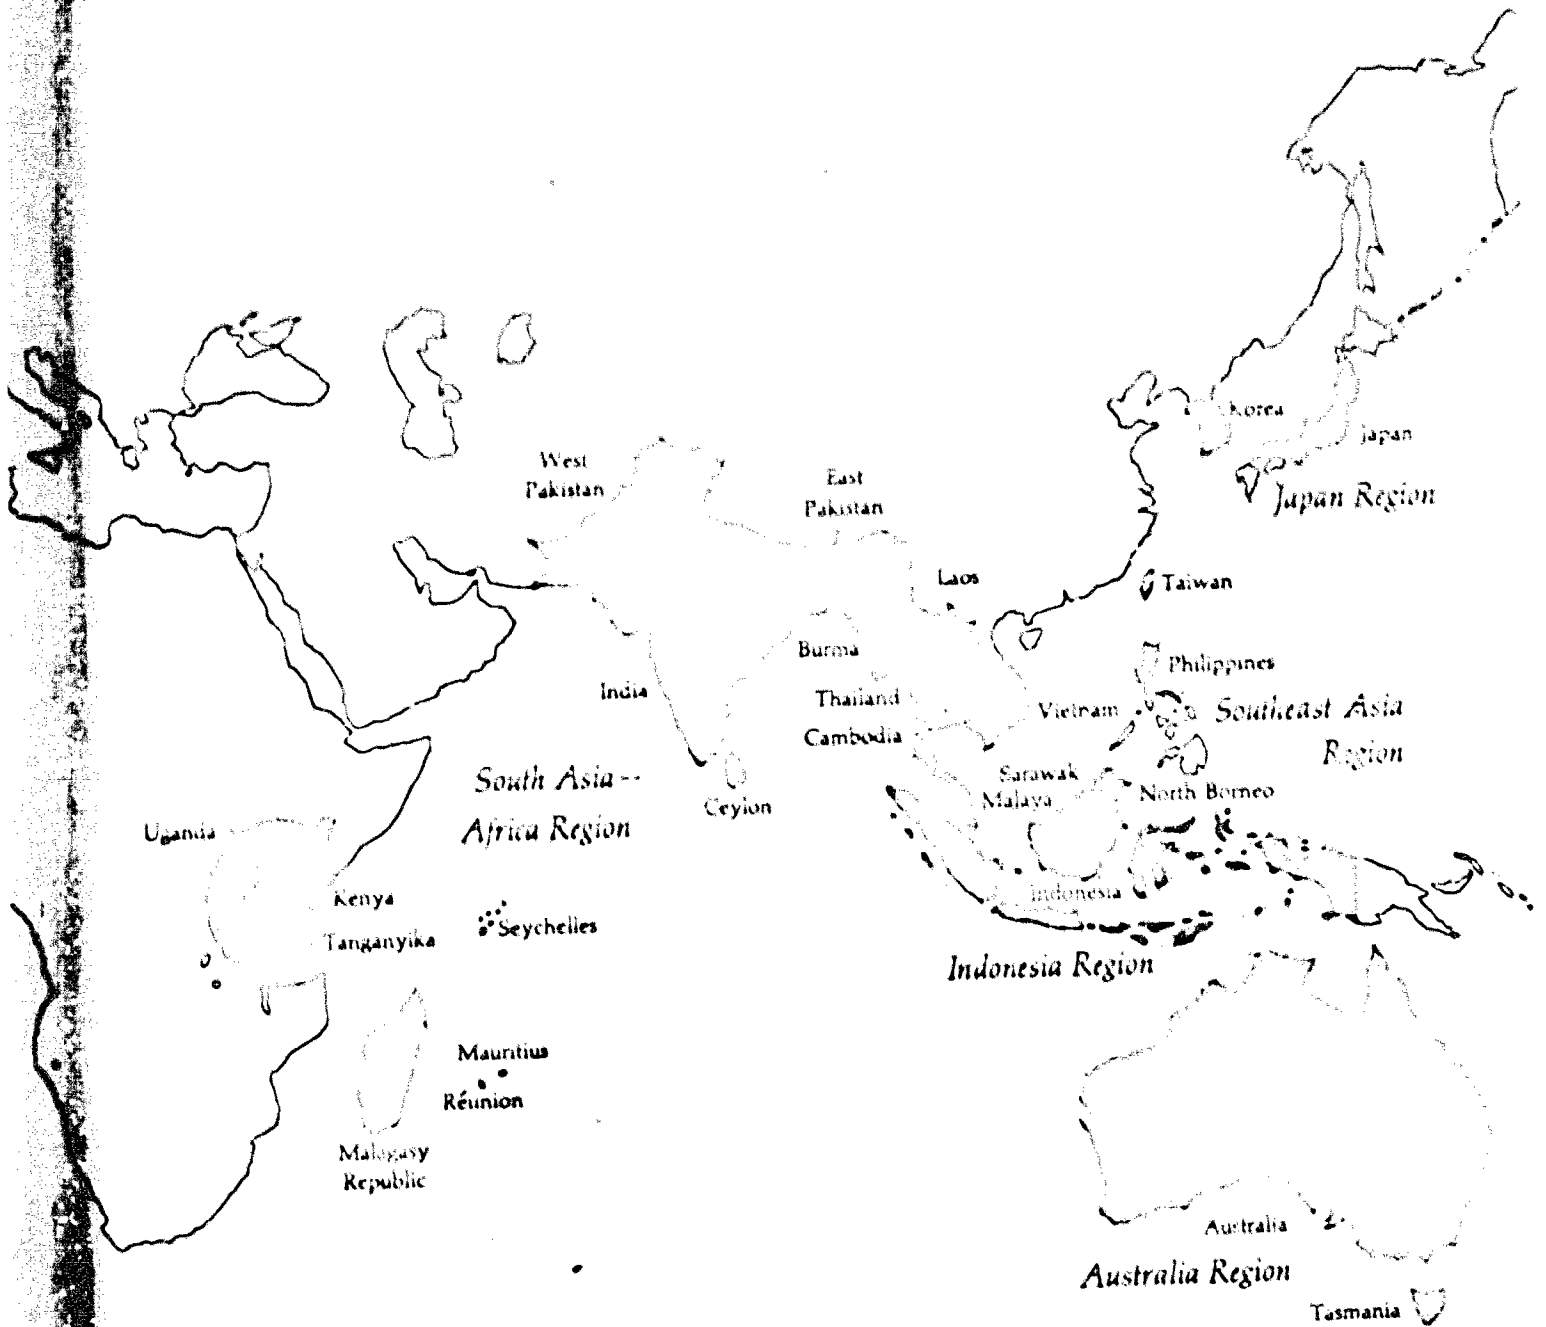 Korea
Japan
Japan Region
West
Pakistan
East
Pakistan
Laos
Taiwan
Burma
Philippines
India
Thailand
Vietnam
Southeast Asia
Region
Cambodia
South Asia--
Africa Region
Sarawak
Malaya
North Borneo
Ceylon
Uganda
Kenya
Indonesia
Tanganyika
Seychelles
Indonesia Region
Mauritius
Réunion
Malagasy
Republic
Australia
Australia Region
Tasmania